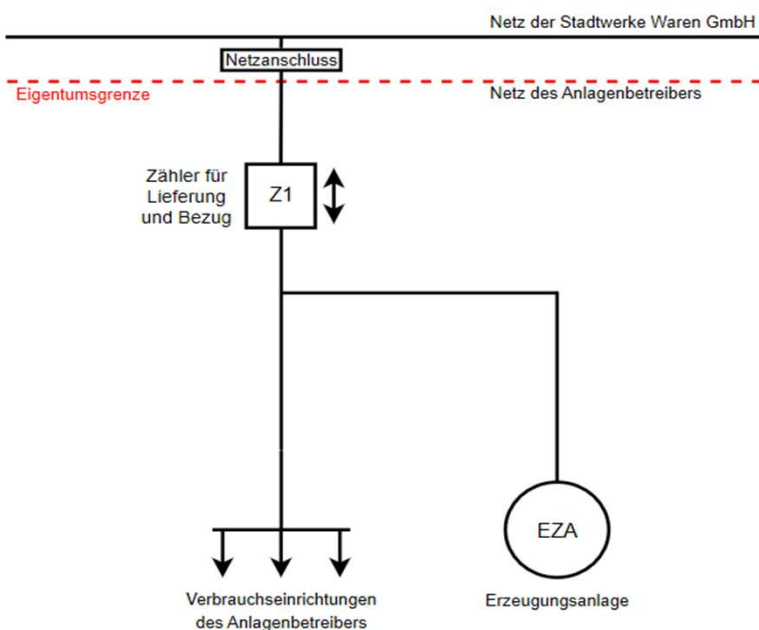 Netz der Stadtwerke Waren GmbH
Netzanschluss
Eigentumsgrenze
Netz des Anlagenbetreibers
Zähler für
Lieferung
und Bezug
Z1
EZA
Verbrauchseinrichtungen
des Anlagenbetreibers
Erzeugungsanlage